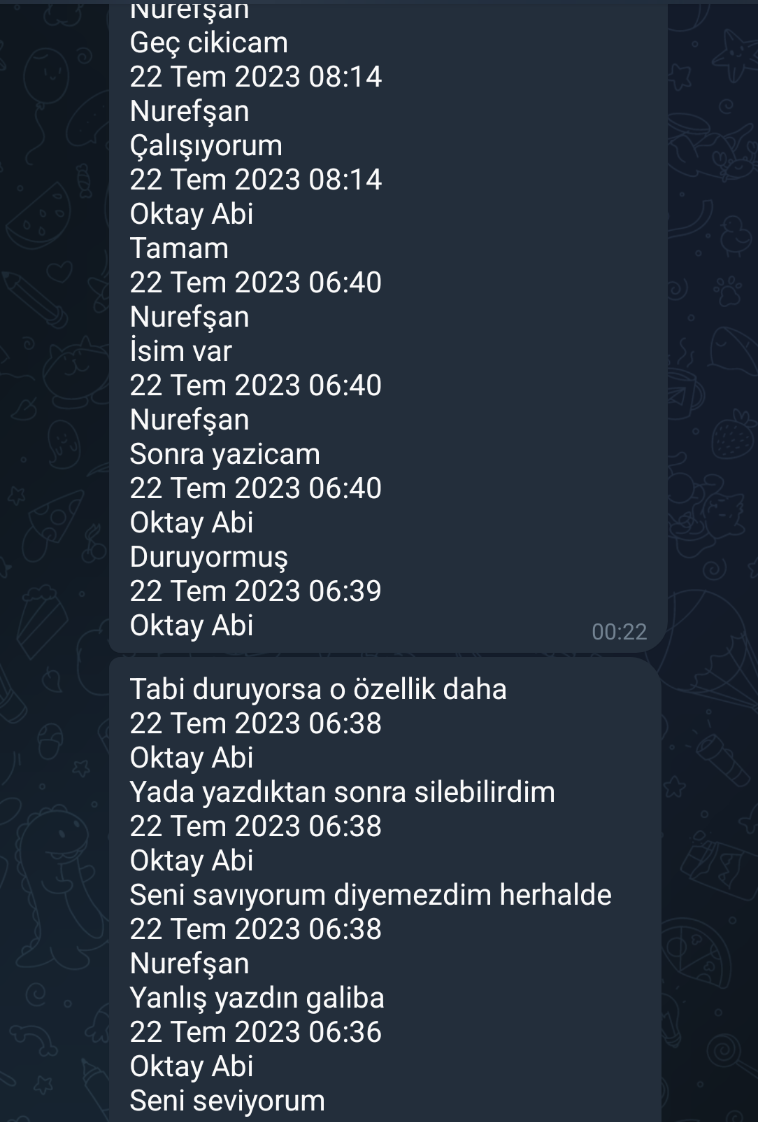 Nurefşan
Geç cikicam
22 Tem 2023 08:14
Nurefşan
Çalışıyorum
22 Tem 2023 08:14
Oktay Abi
Tamam
22 Tem 2023 06:40
Nurefşan
İsim var
22 Tem 2023 06:40
Nurefşan
Sonra yazicam
22 Tem 2023 06:40
Oktay Abi
Duruyormuş
22 Tem 2023 06:39
Oktay Abi
00:22
Tabi duruyorsa o özellik daha
22 Tem 2023 06:38
Oktay Abi
Yada yazdıktan sonra silebilirdim
22 Tem 2023 06:38
Oktay Abi
Seni savıyorum diyemezdim herhalde
22 Tem 2023 06:38
Nurefşan
Yanlış yazdın galiba
22 Tem 2023 06:36
Oktay Abi
Seni seviyorum